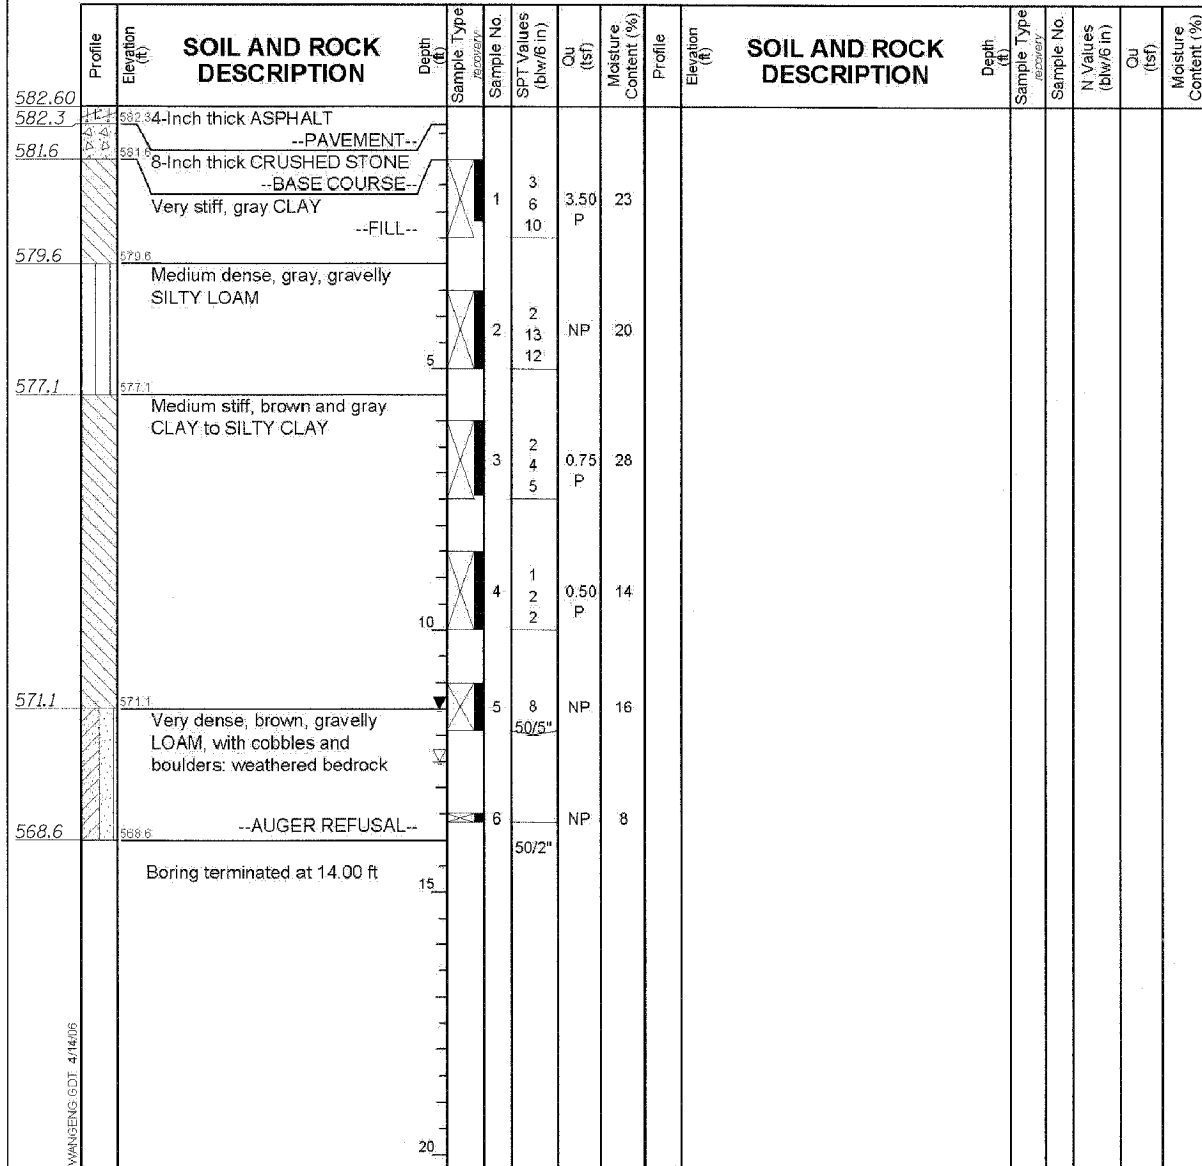 Profile
Elevation (ft)
SOIL AND ROCK
DESCRIPTION
Depth (ft)
Sample Type
recovery
Sample No.
SPT Values (blw/6 in)
Qu (tsf)
Moisture Content (%)
Profile
Elevation (ft)
SOIL AND ROCK
DESCRIPTION
Depth (ft)
Sample Type
recovery
Sample No.
N Values (blw/6 in)
Qu (tsf)
Moisture Content (%)
582.60
582.3 582.3 4-Inch thick ASPHALT
--PAVEMENT--
581.6 581.6 8-Inch thick CRUSHED STONE
--BASE COURSE--
Very stiff, gray CLAY
--FILL--
1 3 6 10 3.50 P 23
579.6 579.6
Medium dense, gray, gravelly
SILTY LOAM
2 2 13 12 NP 20
5
577.1 577.1
Medium stiff, brown and gray
CLAY to SILTY CLAY
3 2 4 5 0.75 P 28
4 1 2 2 0.50 P 14
10
571.1 571.1
5 8 50/5" NP 16
Very dense, brown, gravelly
LOAM, with cobbles and
boulders: weathered bedrock
6 50/2" NP 8
--AUGER REFUSAL--
568.6 568.6
Boring terminated at 14.00 ft
15
20
WANGENG.GDT 4/14/06